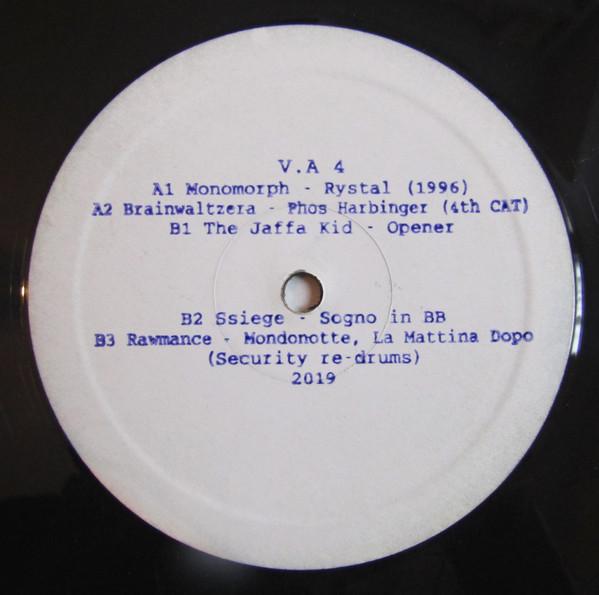 V.A 4
A1 Monomorph - Rystal (1996)
A2 Brainwaltzera - Phos Harbinger (4th CAT)
B1 The Jaffa Kid - Opener
B2 Ssiege - Sogno in BB
B3 Rawmance - Mondonotte, La Mattina Dopo
(Security re-drums)
2019